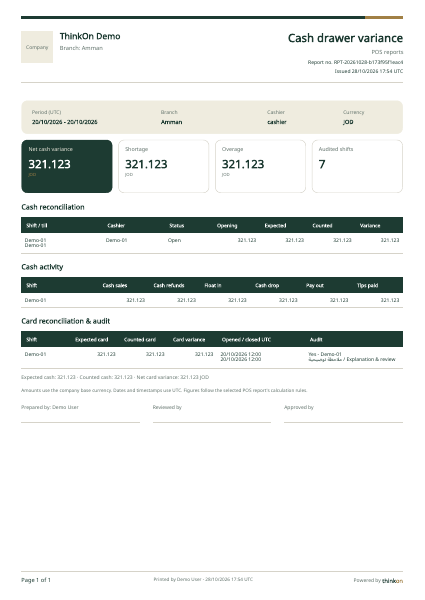 Company
ThinkOn Demo
Branch: Amman
Cash drawer variance
POS reports
Issued 28/10/2026 17:54 UTC
Period (UTC) Branch Cashier Currency
20/10/2026 - 20/10/2026 Amman cashier JOD
Net cash variance Shortage Overage Audited shifts
321.123 321.123 321.123 7
JOD JOD JOD
Cash reconciliation
Shift / till Cashier Status Opening Expected Counted Variance
Demo-01 Demo-01 Open 321.123 321.123 321.123 321.123
Demo-01
Cash activity
Shift Cash sales Cash refunds Float in Cash drop Pay out Tips paid
Demo-01 321.123 321.123 321.123 321.123 321.123 321.123
Card reconciliation & audit
Shift Expected card Counted card Card variance Opened / closed UTC Audit
Demo-01 321.123 321.123 321.123 20/10/2026 12:00 Yes - Demo-01
20/10/2026 12:00 ملاحظة توضيحية / Explanation & review
Expected cash: 321.123 · Counted cash: 321.123 · Net card variance: 321.123 JOD
Amounts use the company base currency. Dates and timestamps use UTC. Figures follow the selected POS report's calculation rules.
Prepared by: Demo User Reviewed by Approved by
Page 1 of 1 Printed by Demo User · 28/10/2026 17:54 UTC Powered by thinkon